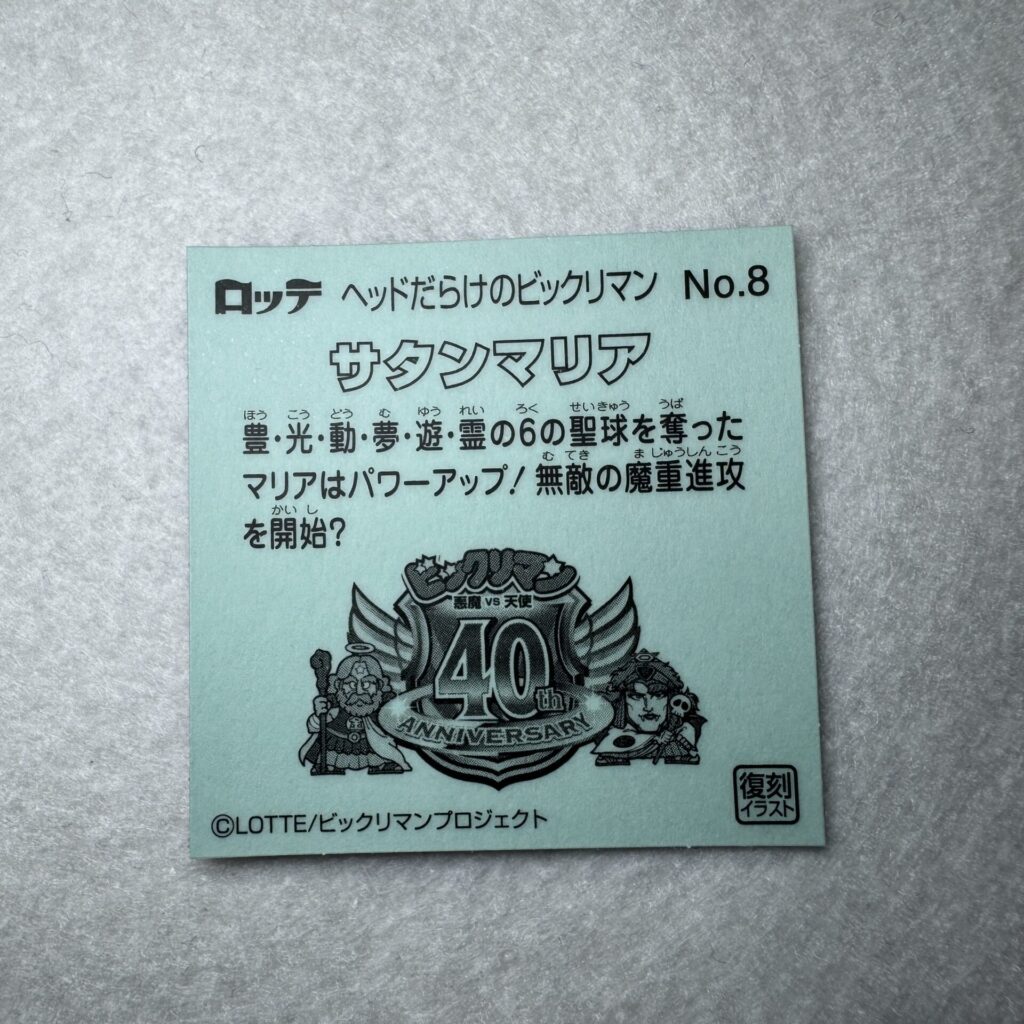 ロッテ ヘッドだらけのビックリマン No.8
サタンマリア
ほう こう どう む ゆう れい ろく せいきゅう うば
豊・光・動・夢・遊・霊の6の聖球を奪った
む てき ま じゅうしん こう
マリアはパワーアップ!無敵の魔重進攻
かい し
を開始?
ビックリマン
悪魔 VS 天使
40th
ANNIVERSARY
復刻
イラスト
©LOTTE/ビックリマンプロジェクト